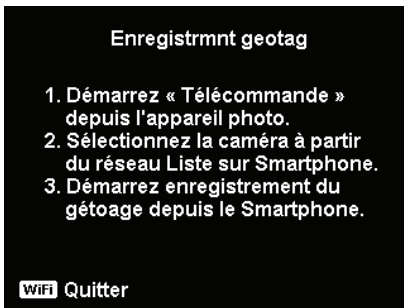 Enregistrmnt geotag
1. Démarrez « Télécommande »
depuis l'appareil photo.
2. Sélectionnez la caméra à partir
du réseau Liste sur Smartphone.
3. Démarrez enregistrement du
gétoage depuis le Smartphone.
WiFi Quitter